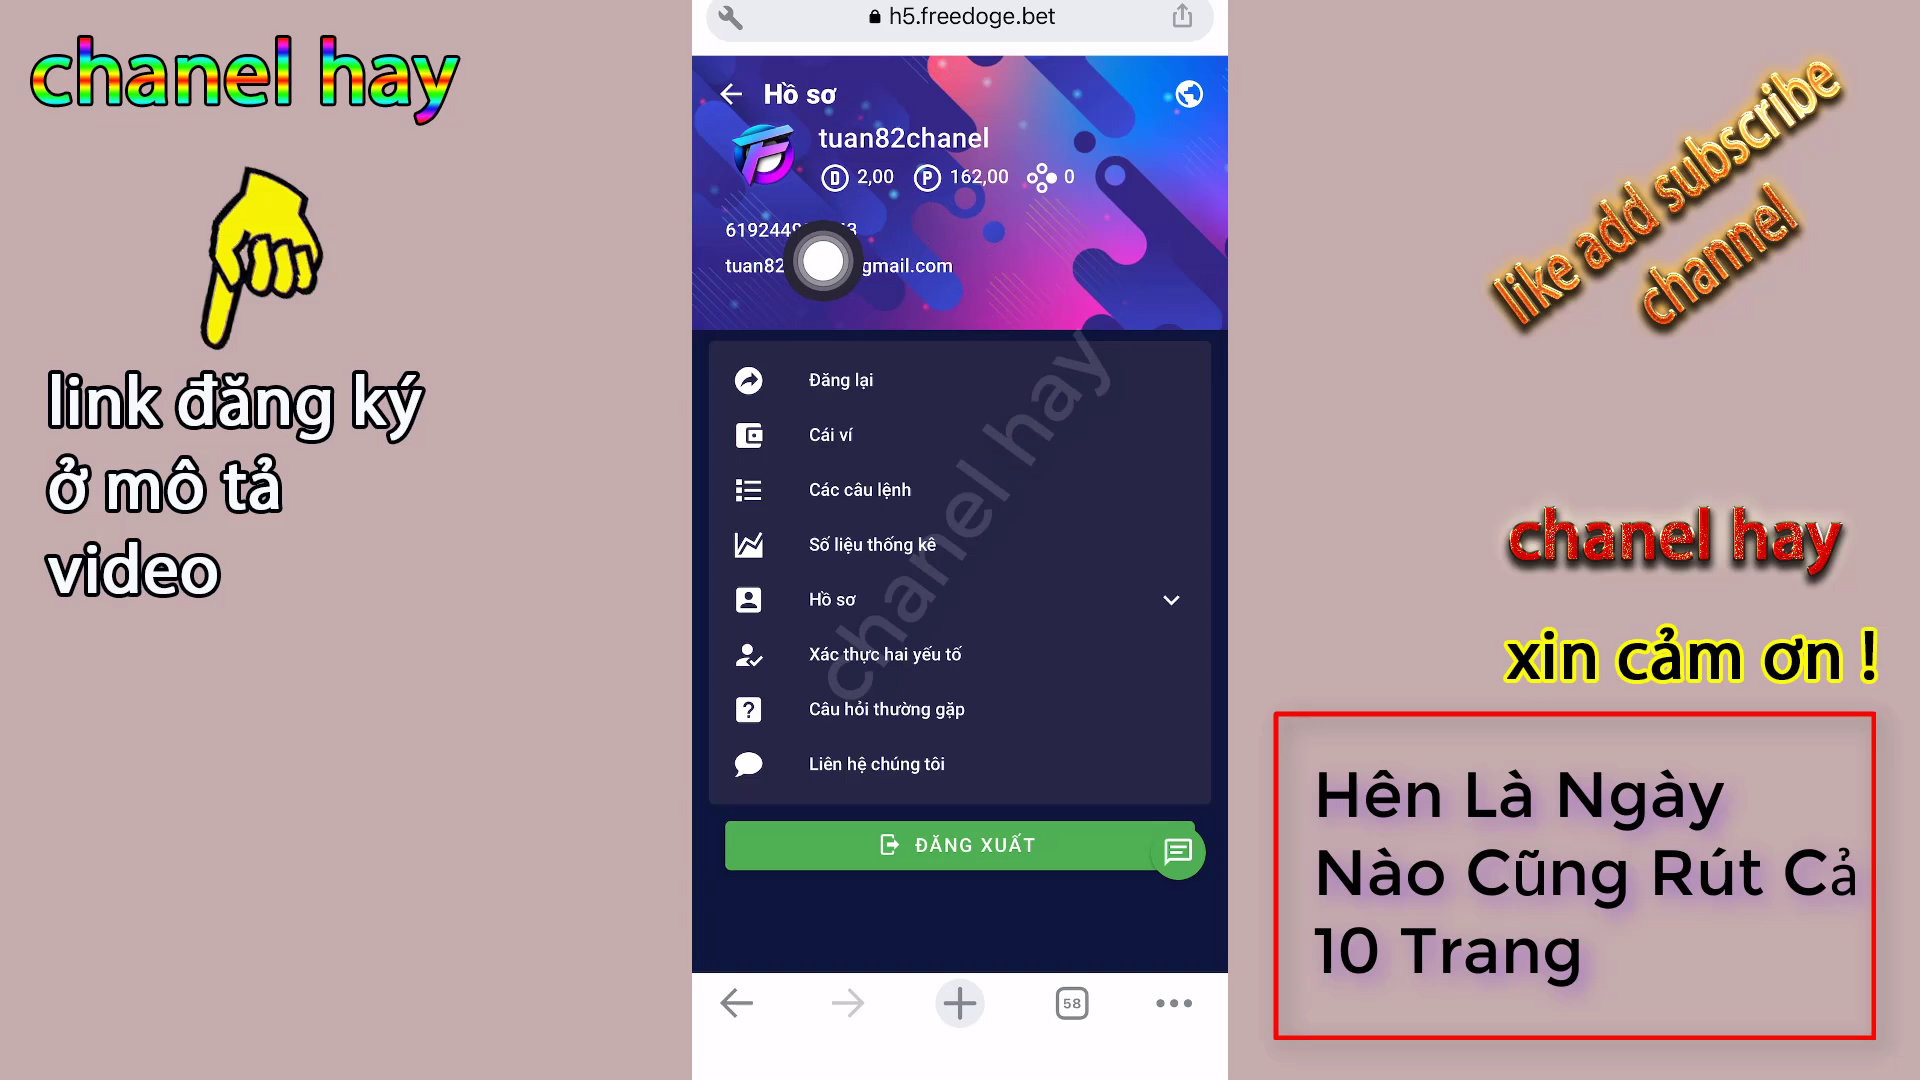 chanel hay
link đăng ký
ở mô tả
video
h5.freedoge.bet
Hồ sơ
tuan82chanel
D 2,00 P 162,00 0
gmail.com
Đăng lại
Cái ví
Các câu lệnh
Số liệu thống kê
Hồ sơ
Xác thực hai yếu tố
Câu hỏi thường gặp
Liên hệ chúng tôi
ĐĂNG XUẤT
58
chanel hay
like add subscribe
channel
chanel hay
xin cảm ơn !
Hên Là Ngày
Nào Cũng Rút Cả
10 Trang